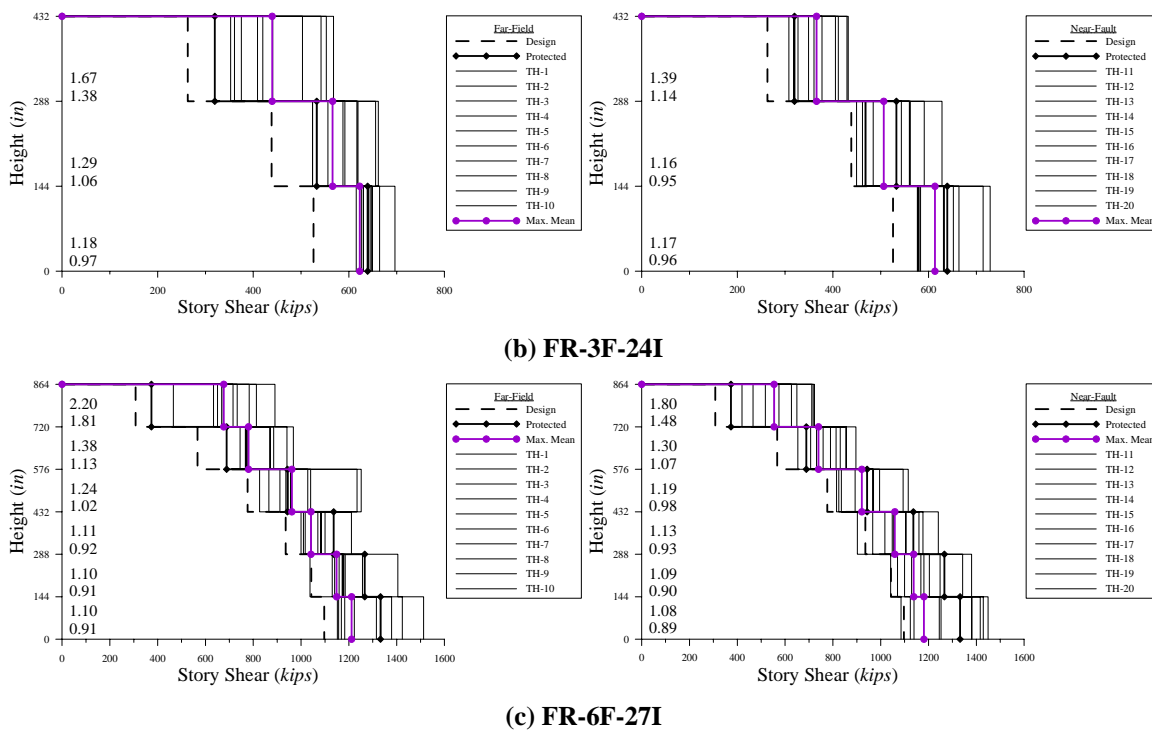 432
288
144
0
Height (in)
1.67
1.38
1.29
1.06
1.18
0.97
0
200
400
600
800
Story Shear (kips)
Far-Field
Design
Protected
TH-1
TH-2
TH-3
TH-4
TH-5
TH-6
TH-7
TH-8
TH-9
TH-10
Max. Mean
432
288
144
0
Height (in)
1.39
1.14
1.16
0.95
1.17
0.96
0
200
400
600
800
Story Shear (kips)
Near-Fault
Design
Protected
TH-11
TH-12
TH-13
TH-14
TH-15
TH-16
TH-17
TH-18
TH-19
TH-20
Max. Mean
(b) FR-3F-24I
864
720
576
432
288
144
0
Height (in)
2.20
1.81
1.38
1.13
1.24
1.02
1.11
0.92
1.10
0.91
1.10
0.91
0
200
400
600
800
1000
1200
1400
1600
Story Shear (kips)
Far-Field
Design
Protected
Max. Mean
TH-1
TH-2
TH-3
TH-4
TH-5
TH-6
TH-7
TH-8
TH-9
TH-10
864
720
576
432
288
144
0
Height (in)
1.80
1.48
1.30
1.07
1.19
0.98
1.13
0.93
1.09
0.90
1.08
0.89
0
200
400
600
800
1000
1200
1400
1600
Story Shear (kips)
Near-Fault
Design
Protected
Max. Mean
TH-11
TH-12
TH-13
TH-14
TH-15
TH-16
TH-17
TH-18
TH-19
TH-20
(c) FR-6F-27I